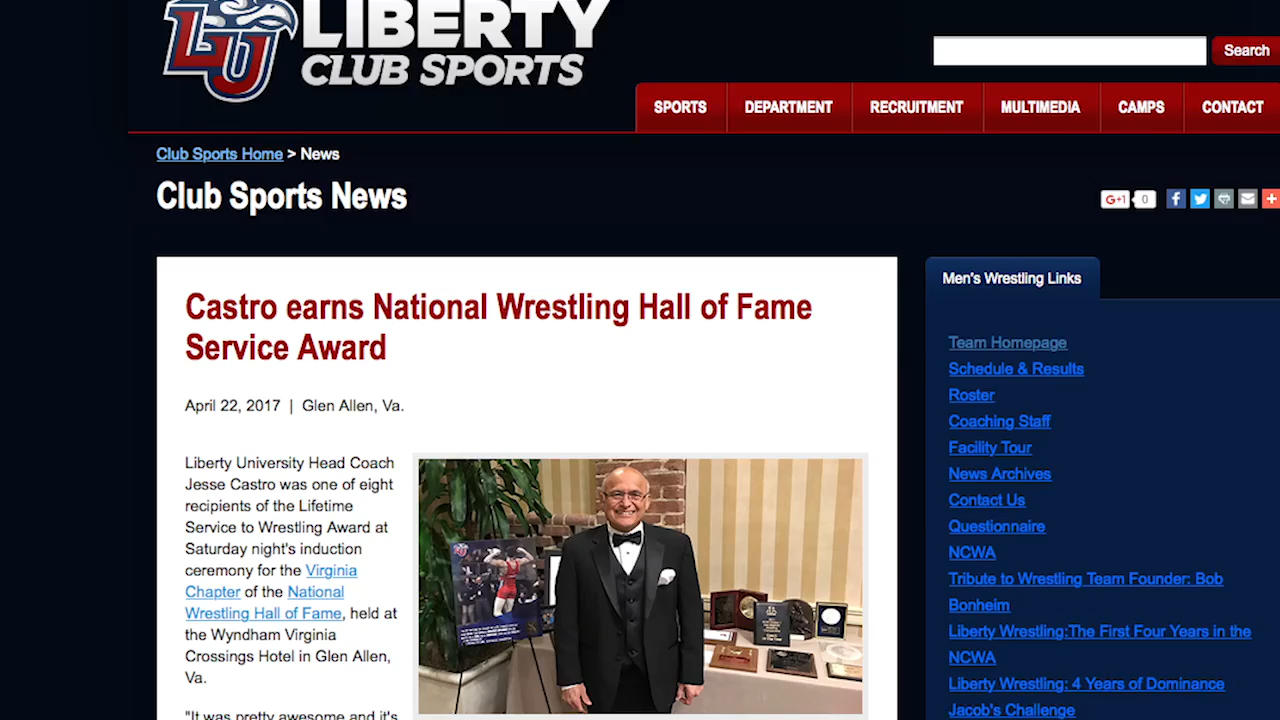 LU
LIBERTY
CLUB SPORTS
Search
SPORTS
DEPARTMENT
RECRUITMENT
MULTIMEDIA
CAMPS
CONTACT
Club Sports Home > News
Club Sports News
G+1
0
Castro earns National Wrestling Hall of Fame
Service Award
April 22, 2017 | Glen Allen, Va.
Liberty University Head Coach
Jesse Castro was one of eight
recipients of the Lifetime
Service to Wrestling Award at
Saturday night's induction
ceremony for the Virginia
Chapter of the National
Wrestling Hall of Fame, held at
the Wyndham Virginia
Crossings Hotel in Glen Allen,
Va.
"It was pretty awesome and it's
Men's Wrestling Links
Team Homepage
Schedule & Results
Roster
Coaching Staff
Facility Tour
News Archives
Contact Us
Questionnaire
NCWA
Tribute to Wrestling Team Founder: Bob
Bonheim
Liberty Wrestling:The First Four Years in the
NCWA
Liberty Wrestling: 4 Years of Dominance
Jacob's Challenge